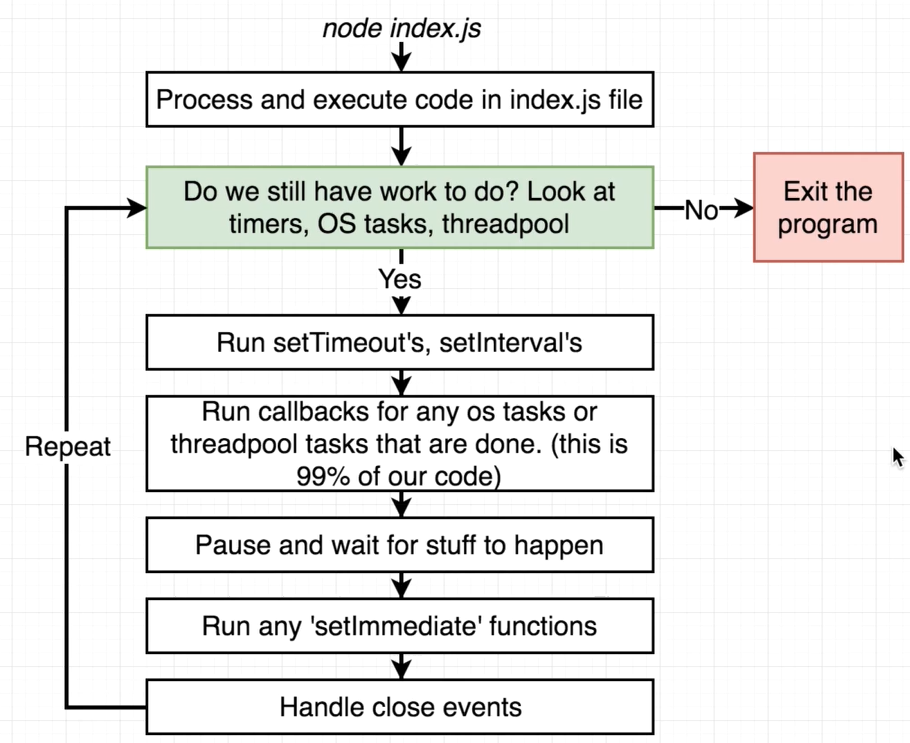 node index.js
Process and execute code in index.js file
Do we still have work to do? Look at
timers, OS tasks, threadpool
No
Exit the
program
Yes
Run setTimeout's, setInterval's
Run callbacks for any os tasks or
threadpool tasks that are done. (this is
99% of our code)
Repeat
Pause and wait for stuff to happen
Run any 'setImmediate' functions
Handle close events